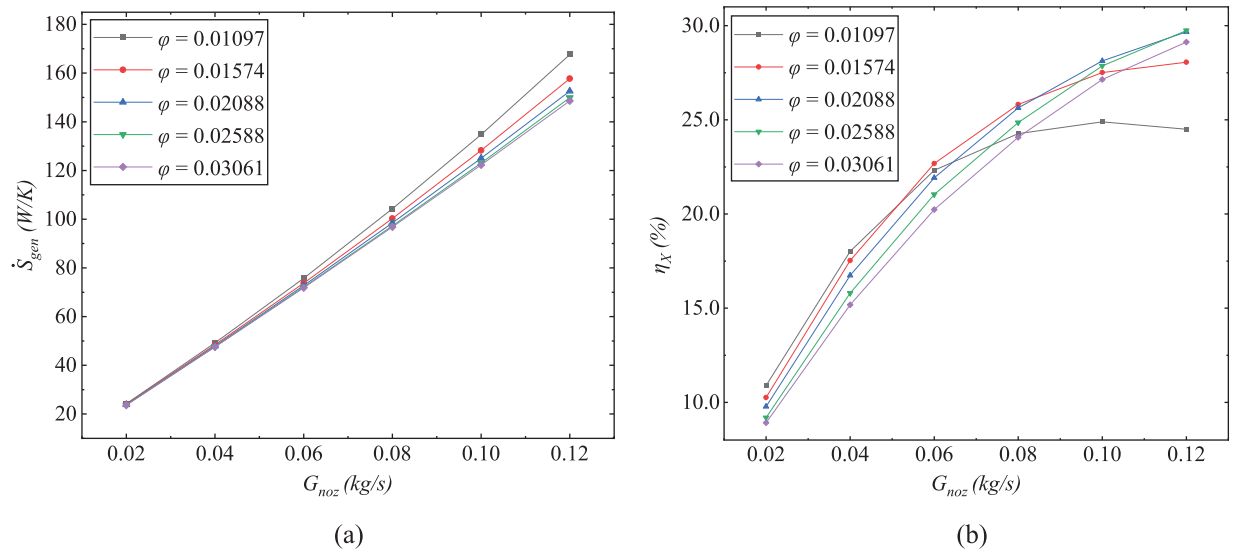 180
160
140
120
100
80
60
40
20
0.02 0.04 0.06 0.08 0.10 0.12
Ṡgen (W/K)
Gnoz (kg/s)
φ = 0.01097
φ = 0.01574
φ = 0.02088
φ = 0.02588
φ = 0.03061
(a)
30.0
25.0
20.0
15.0
10.0
0.02 0.04 0.06 0.08 0.10 0.12
ηX (%)
Gnoz (kg/s)
φ = 0.01097
φ = 0.01574
φ = 0.02088
φ = 0.02588
φ = 0.03061
(b)